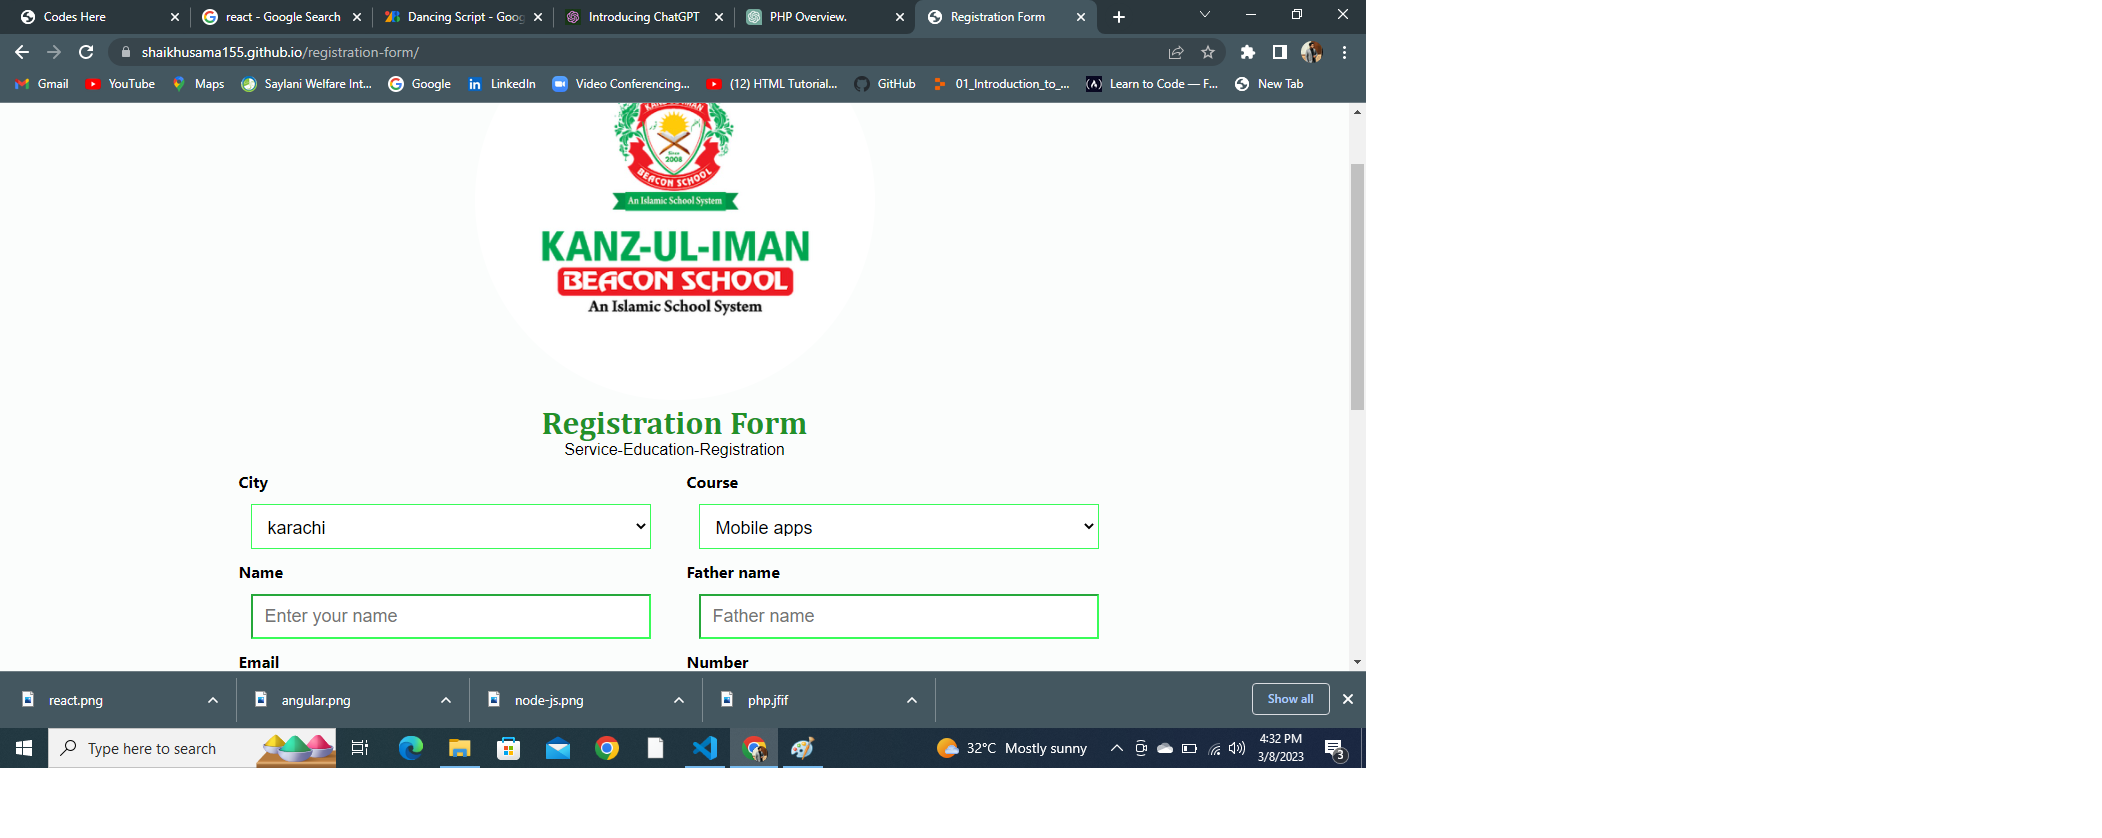 Codes Here
react - Google Search
Dancing Script - Goog
Introducing ChatGPT
PHP Overview.
Registration Form
shaikhusama155.github.io/registration-form/
Gmail
YouTube
Maps
Saylani Welfare Int...
Google
LinkedIn
Video Conferencing...
(12) HTML Tutorial...
GitHub
01_Introduction_to_...
Learn to Code — F...
New Tab
KANZ-UL-IMAN
Since
2008
BEACON SCHOOL
An Islamic School System
KANZ-UL-IMAN
BEACON SCHOOL
An Islamic School System
Registration Form
Service-Education-Registration
City
Course
karachi
Mobile apps
Name
Father name
Enter your name
Father name
Email
Number
react.png
angular.png
node-js.png
php.jfif
Show all
Type here to search
32°C Mostly sunny
4:32 PM
3/8/2023
3